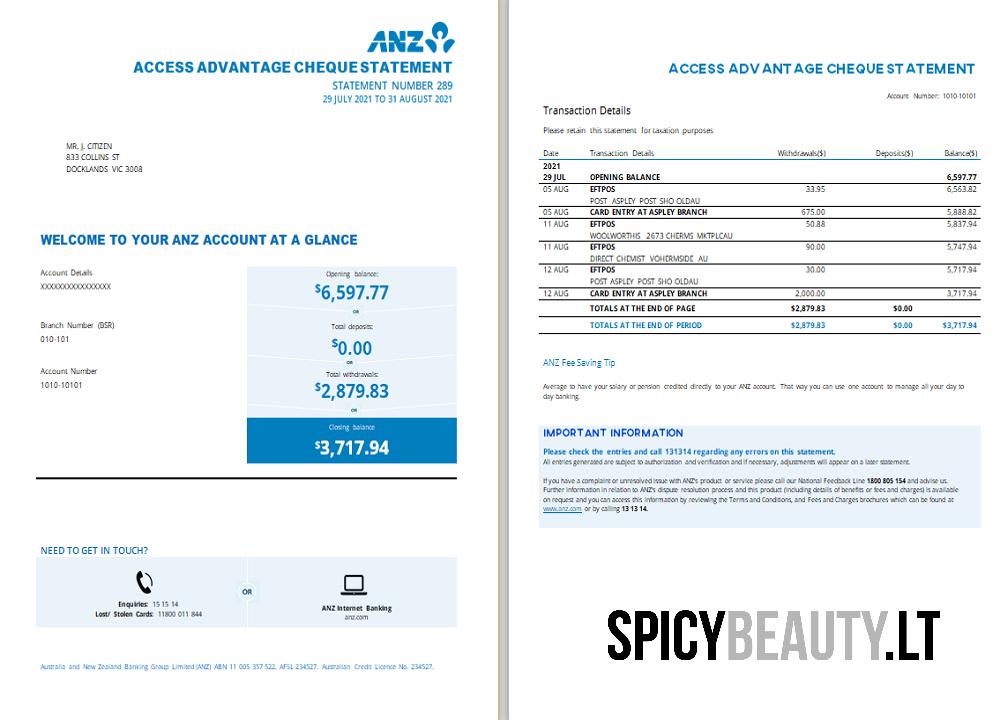 ANZ
ACCESS ADVANTAGE CHEQUE STATEMENT
STATEMENT NUMBER 289
29 JULY 2021 TO 31 AUGUST 2021
MR. J. CITIZEN
833 COLLINS ST
DOCKLANDS VIC 3008
WELCOME TO YOUR ANZ ACCOUNT AT A GLANCE
Account Details
XXXXXXXXXXXXXXXX
Branch Number (BSR)
010-101
Account Number
1010-10101
Opening balance:
$6,597.77
OR
Total deposits:
$0.00
OR
Total withdrawals:
$2,879.83
OR
Closing balance
$3,717.94
NEED TO GET IN TOUCH?
Enquiries: 15 15 14
Lost/ Stolen Cards: 11800 011 844
OR
ANZ Internet Banking
anz.com
Australia and New Zealand Banking Group Limited (ANZ) ABN 11 005 357 522. AFSL 234527. Australian Credit Licence No. 234527.
ACCESS ADVANTAGE CHEQUE STATEMENT
Account Number: 1010-10101
Transaction Details
Please retain this statement for taxation purposes
Date Transaction Details Withdrawals($) Deposits($) Balance($)
2021
29 JUL OPENING BALANCE 6,597.77
05 AUG EFTPOS 33.95 6,563.82
POST ASPLEY POST SHO OLDAU
05 AUG CARD ENTRY AT ASPLEY BRANCH 675.00 5,888.82
11 AUG EFTPOS 50.88 5,837.94
WOOLWORTHIS 2673 CHERMS MKTPLCAU
11 AUG EFTPOS 90.00 5,747.94
DIRECT CHEMIST VOHERMSIDE AU
12 AUG EFTPOS 30.00 5,717.94
POST ASPLEY POST SHO OLDAU
12 AUG CARD ENTRY AT ASPLEY BRANCH 2,000.00 3,717.94
TOTALS AT THE END OF PAGE $2,879.83 $0.00
TOTALS AT THE END OF PERIOD $2,879.83 $0.00 $3,717.94
ANZ Fee Saving Tip
Average to have your salary or pension credited directly to your ANZ account. That way you can use one account to manage all your day to
day banking.
IMPORTANT INFORMATION
Please check the entries and call 131314 regarding any errors on this statement.
All entries generated are subject to authorization and verification and if necessary, adjustments will appear on a later statement.
If you have a complaint or unresolved issue with ANZ's product or service please call our National Feedback Line 1800 805 154 and advise us.
Further information in relation to ANZ's dispute resolution process and this product (including details of benefits or fees and charges) is available
on request and you can access this information by reviewing the Terms and Conditions, and Fees and Charges brochures which can be found at
www.anz.com or by calling 13 13 14.
SPICYBEAUTY.LT